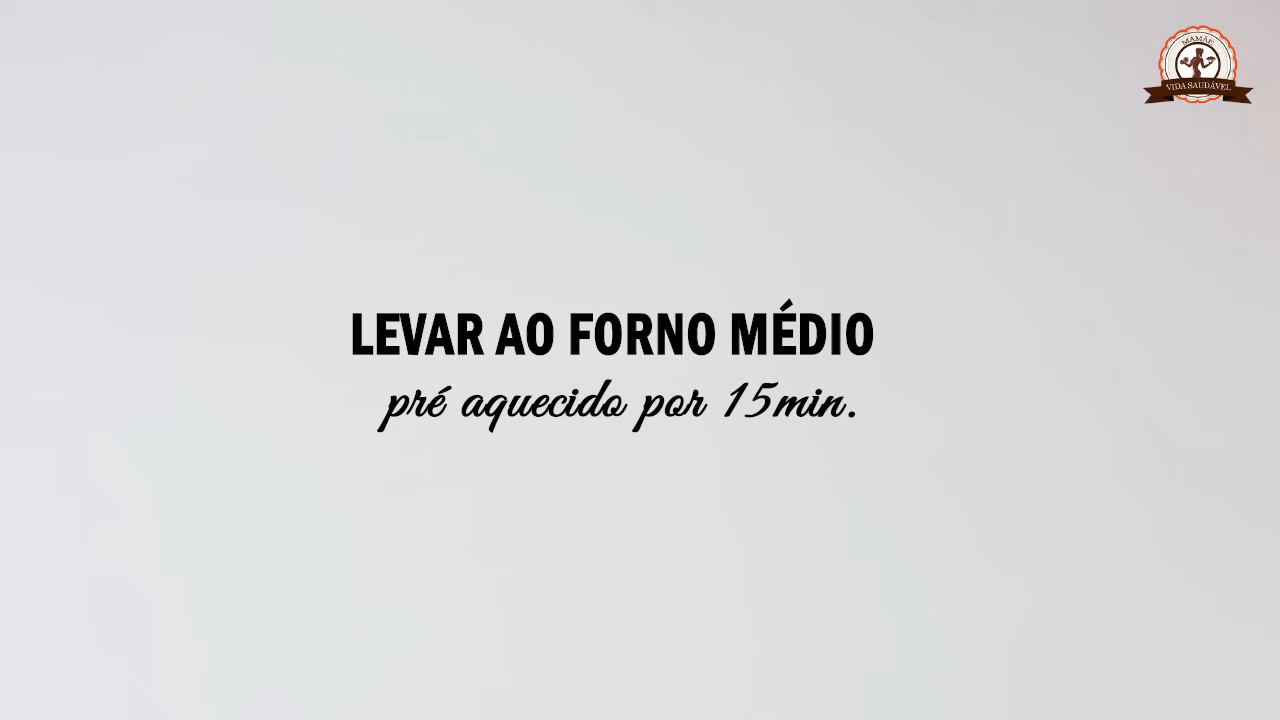 MAMÃE
VIDA SAUDÁVEL
LEVAR AO FORNO MÉDIO
pré aquecido por 15min.